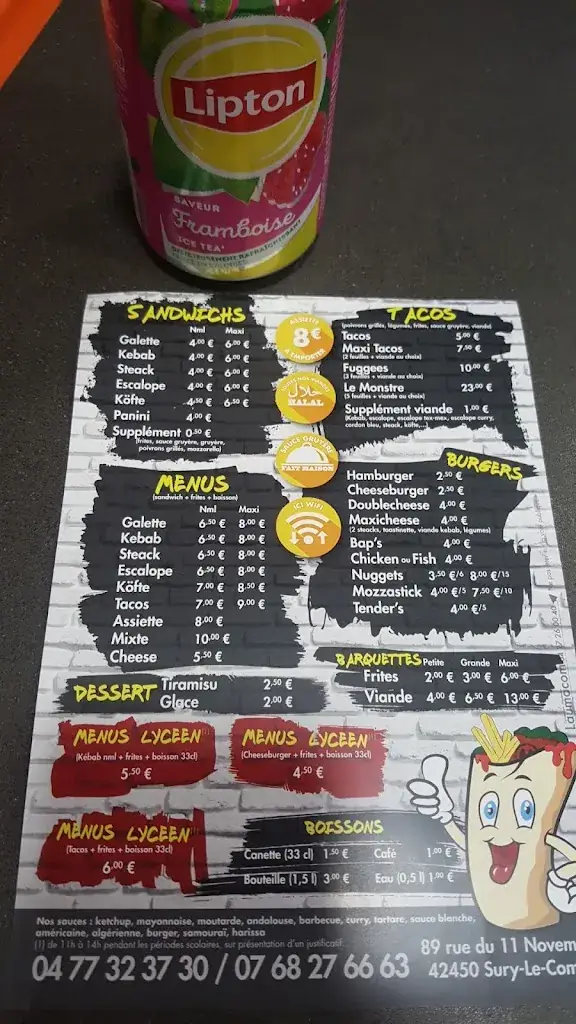 Lipton
SAVEUR
Framboise
ICE TEA
SANDWICHS
Nml Maxi
Galette 4.00 € 6.00 €
Kebab 4.00 € 6.00 €
Steack 4.00 € 6.00 €
Escalope 4.00 € 6.00 €
Köfte 4.50 € 6.50 €
Panini 4.00 €
Supplément 0.50 €
(frites, sauce gruyère, gruyère,
poivrons grillés, mozzarella)
ASSIETTE
8€
A EMPORTER
HALAL
SAUCE GRUYÈRE
FAIT MAISON
ICI WIFI
TACOS
(poivrons grillés, légumes, frites, sauce gruyère, viande)
Tacos 5.00 €
Maxi Tacos 7.50 €
(2 feuilles + viande au choix)
Fuggees 10.00 €
(3 feuilles + viande au choix)
Le Monstre 23.00 €
(5 feuilles + viande au choix)
Supplément viande 1.00 €
(Kebab, escalope, escalope tex-mex, escalope curry,
cordon bleu, steack, köfte,...)
MENUS
(sandwich + frites + boisson)
Nml Maxi
Galette 6.50 € 8.00 €
Kebab 6.50 € 8.00 €
Steack 6.50 € 8.00 €
Escalope 6.50 € 8.00 €
Köfte 7.00 € 8.50 €
Tacos 7.00 € 9.00 €
Assiette 8.00 €
Mixte 10.00 €
Cheese 5.50 €
BURGERS
Hamburger 2.50 €
Cheeseburger 2.50 €
Doublecheese 4.00 €
Maxicheese 4.00 €
(2 steacks, toastinette, viande kebab, légumes)
Bap's 4.00 €
Chicken ou Fish 4.00 €
Nuggets 3.50 €/6 8.00 €/15
Mozzastick 4.00 €/5 7.50 €/10
Tender's 4.00 €/5
BARQUETTES Petite Grande Maxi
Frites 2.00 € 3.00 € 6.00 €
Viande 4.00 € 6.50 € 13.00 €
DESSERT
Tiramisu 2.50 €
Glace 2.00 €
MENUS LYCEEN(1)
(Kébab nml + frites + boisson 33cl)
5.50 €
MENUS LYCEEN(1)
(Cheeseburger + frites + boisson 33cl)
4.50 €
MENUS LYCEEN(1)
(Tacos + frites + boisson 33cl)
6.00 €
BOISSONS
Canette (33 cl) 1.50 € Café 1.00 €
Bouteille (1,5 l) 3.00 € Eau (0,5 l) 1.00 €
Nos sauces : ketchup, mayonnaise, moutarde, andalouse, barbecue, curry, tartare, sauce blanche,
américaine, algérienne, burger, samouraï, harissa
(1) de 11h à 14h pendant les périodes scolaires, sur présentation d'un justificatif.
04 77 32 37 30 / 07 68 27 66 63
89 rue du 11 Novem
42450 Sury-Le-Com